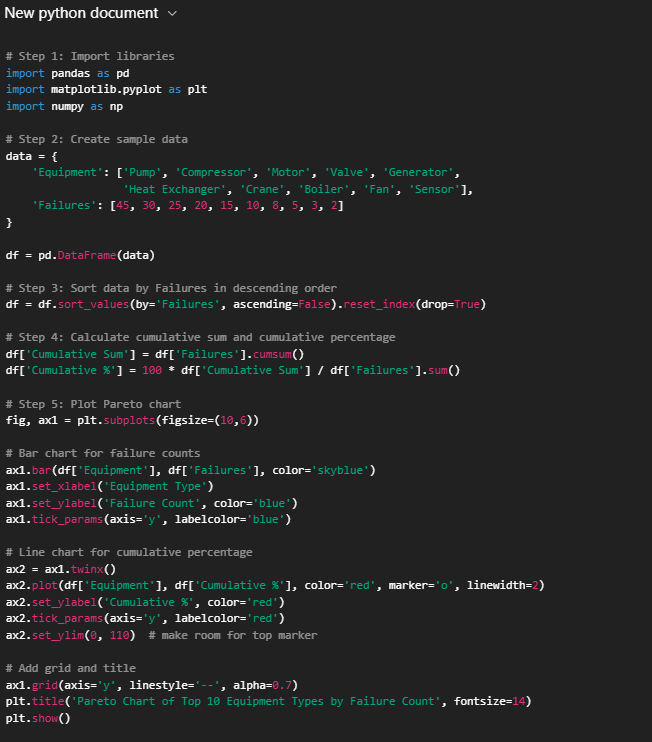 New python document
# Step 1: Import libraries
import pandas as pd
import matplotlib.pyplot as plt
import numpy as np
# Step 2: Create sample data
data = {
    'Equipment': ['Pump', 'Compressor', 'Motor', 'Valve', 'Generator',
                  'Heat Exchanger', 'Crane', 'Boiler', 'Fan', 'Sensor'],
    'Failures': [45, 30, 25, 20, 15, 10, 8, 5, 3, 2]
}
df = pd.DataFrame(data)
# Step 3: Sort data by Failures in descending order
df = df.sort_values(by='Failures', ascending=False).reset_index(drop=True)
# Step 4: Calculate cumulative sum and cumulative percentage
df['Cumulative Sum'] = df['Failures'].cumsum()
df['Cumulative %'] = 100 * df['Cumulative Sum'] / df['Failures'].sum()
# Step 5: Plot Pareto chart
fig, ax1 = plt.subplots(figsize=(10,6))
# Bar chart for failure counts
ax1.bar(df['Equipment'], df['Failures'], color='skyblue')
ax1.set_xlabel('Equipment Type')
ax1.set_ylabel('Failure Count', color='blue')
ax1.tick_params(axis='y', labelcolor='blue')
# Line chart for cumulative percentage
ax2 = ax1.twinx()
ax2.plot(df['Equipment'], df['Cumulative %'], color='red', marker='o', linewidth=2)
ax2.set_ylabel('Cumulative %', color='red')
ax2.tick_params(axis='y', labelcolor='red')
ax2.set_ylim(0, 110)  # make room for top marker
# Add grid and title
ax1.grid(axis='y', linestyle='--', alpha=0.7)
plt.title('Pareto Chart of Top 10 Equipment Types by Failure Count', fontsize=14)
plt.show()